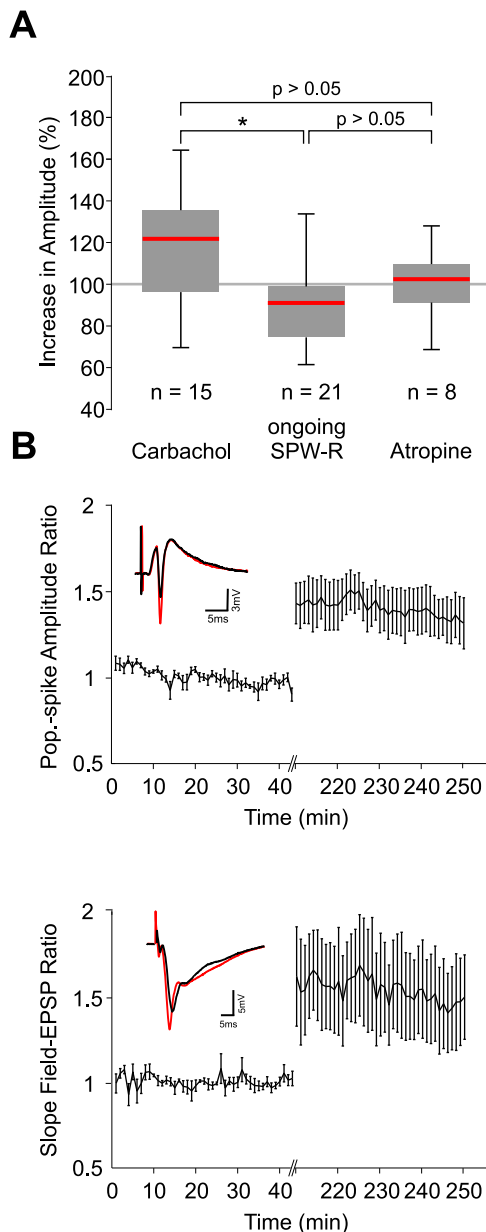 A
200
180
160
140
120
100
80
60
40
Increase in Amplitude (%)
p > 0.05
*
p > 0.05
n = 15
n = 21
n = 8
Carbachol
ongoing
SPW-R
Atropine
B
2
1.5
1
0.5
Pop.-spike Amplitude Ratio
5ms
3mV
0 10 20 30 40 220 230 240 250
Time (min)
2
1.5
1
0.5
Slope Field-EPSP Ratio
5ms
5mV
0 10 20 30 40 220 230 240 250
Time (min)